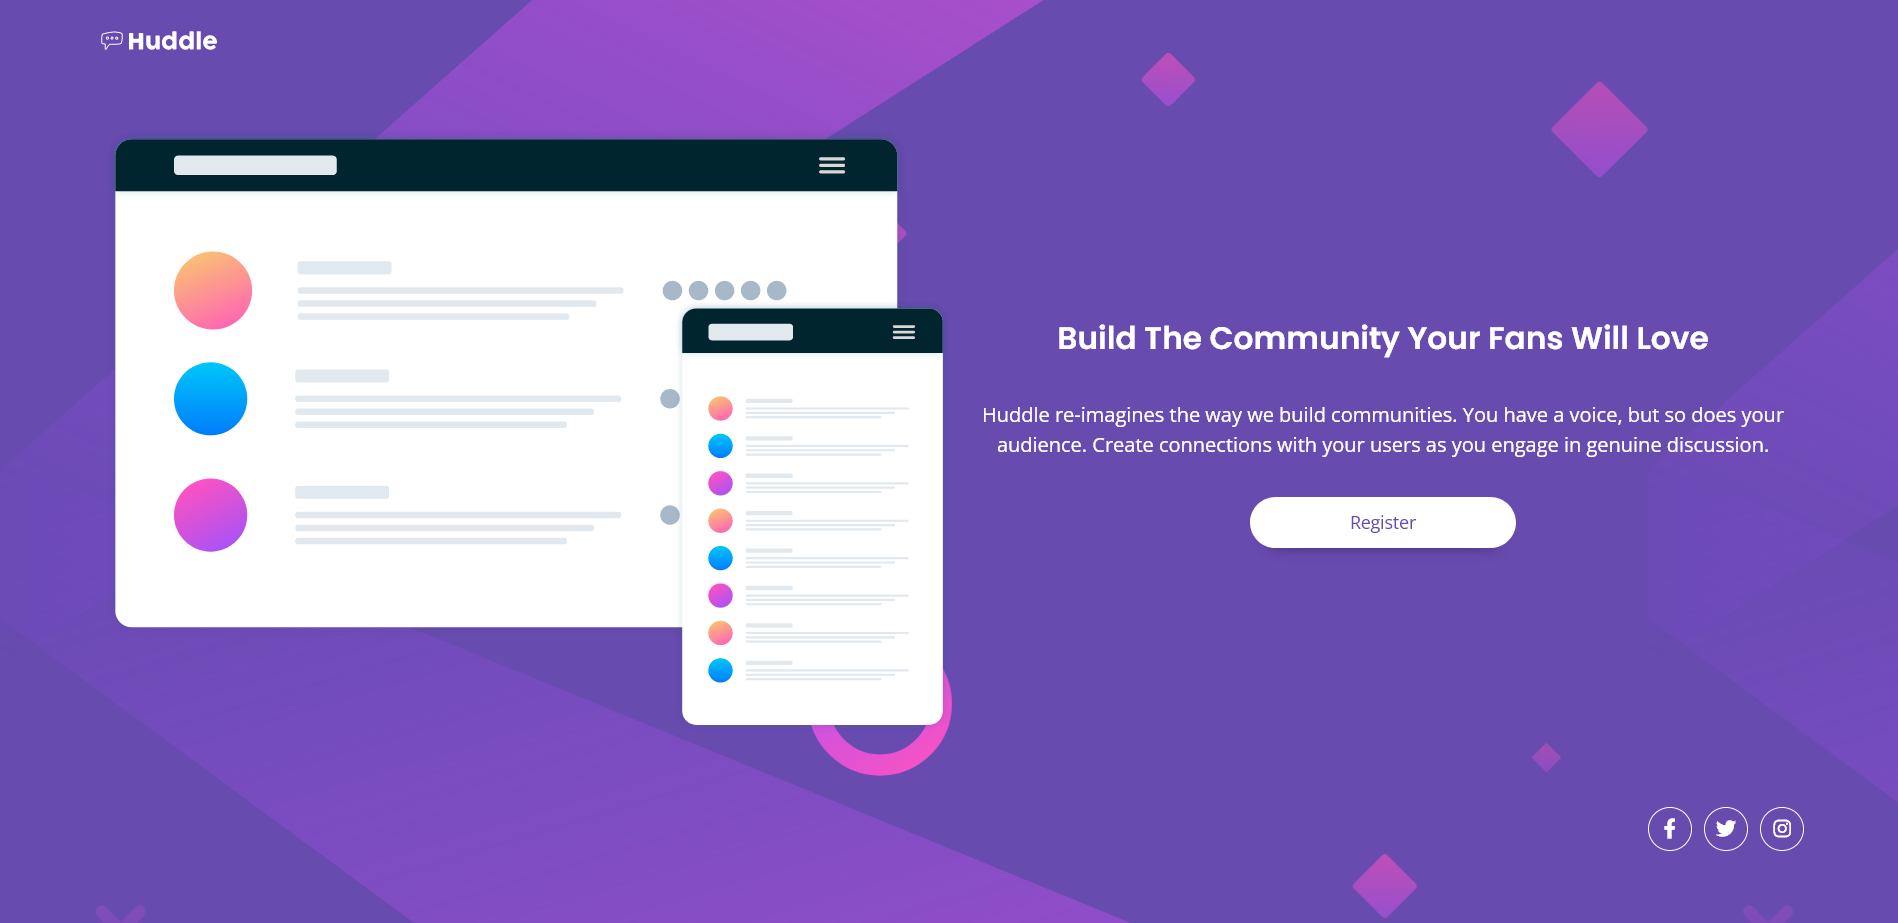 Huddle
Build The Community Your Fans Will Love
Huddle re-imagines the way we build communities. You have a voice, but so does your
audience. Create connections with your users as you engage in genuine discussion.
Register